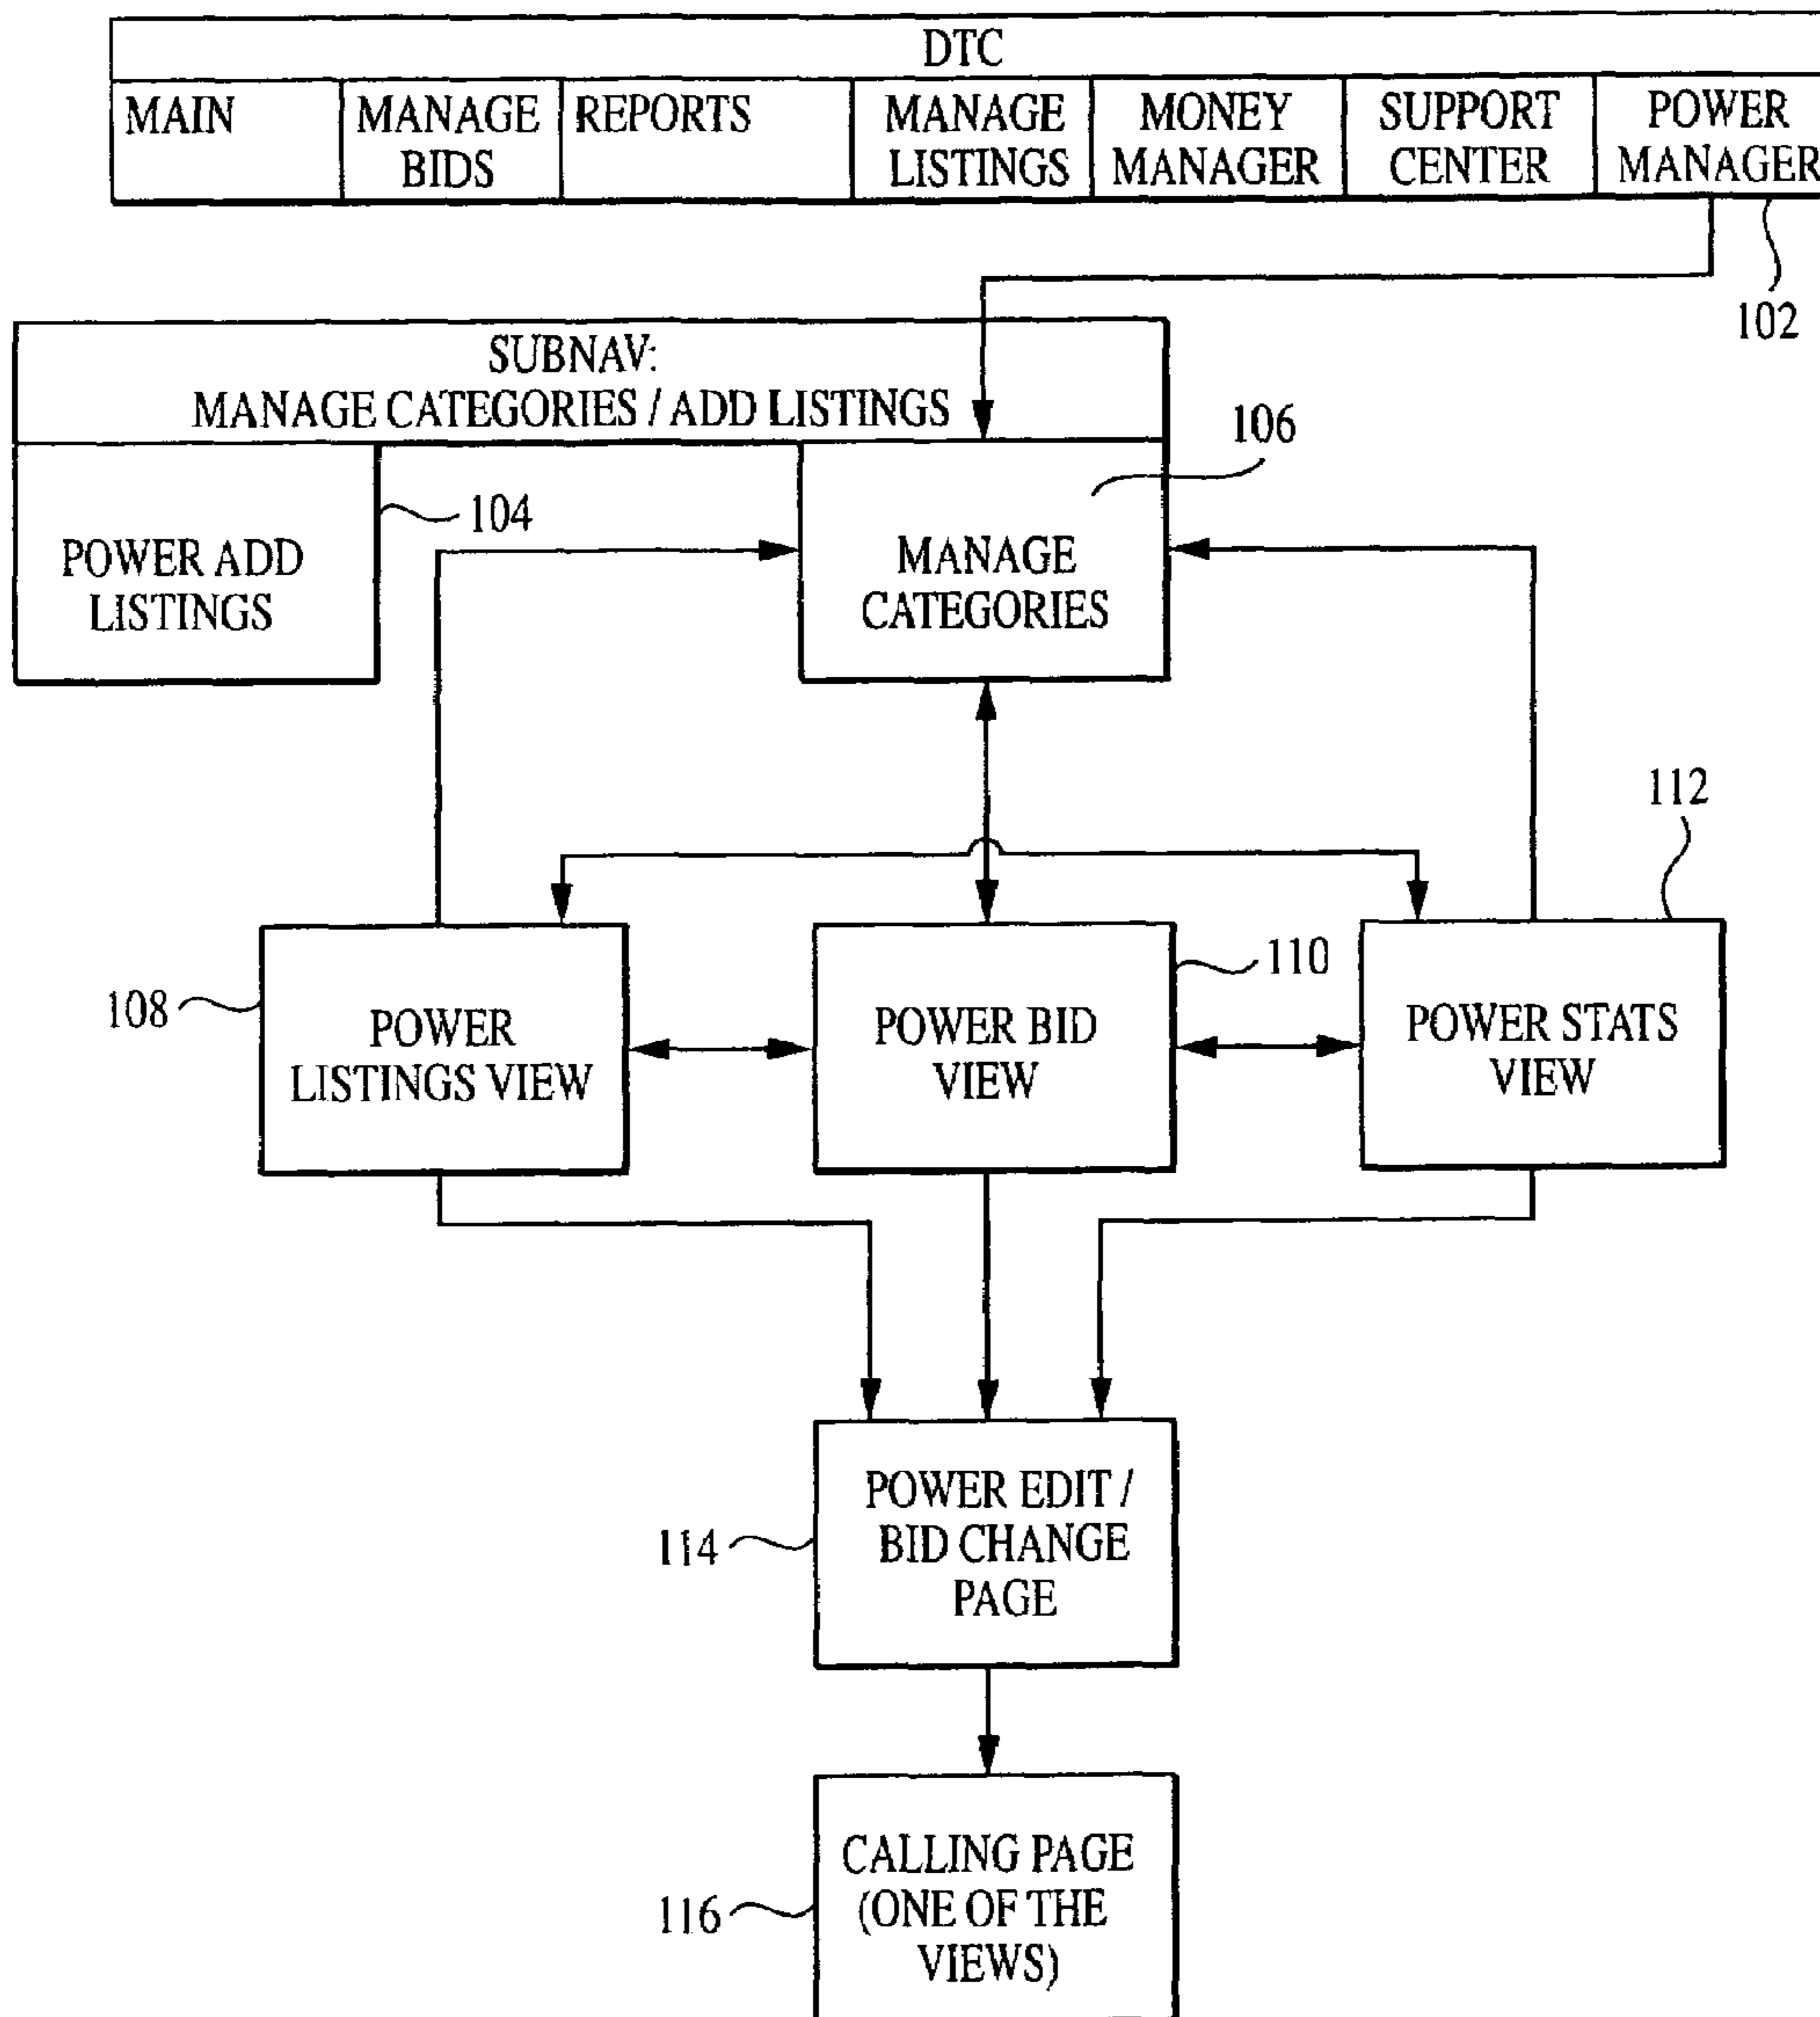 DTC
MAIN
MANAGE
BIDS
REPORTS
MANAGE
LISTINGS
MONEY
MANAGER
SUPPORT
CENTER
POWER
MANAGER
102
SUBNAV:
MANAGE CATEGORIES / ADD LISTINGS
106
104
POWER ADD
LISTINGS
MANAGE
CATEGORIES
112
108
POWER
LISTINGS VIEW
110
POWER BID
VIEW
POWER STATS
VIEW
114
POWER EDIT /
BID CHANGE
PAGE
116
CALLING PAGE
(ONE OF THE
VIEWS)